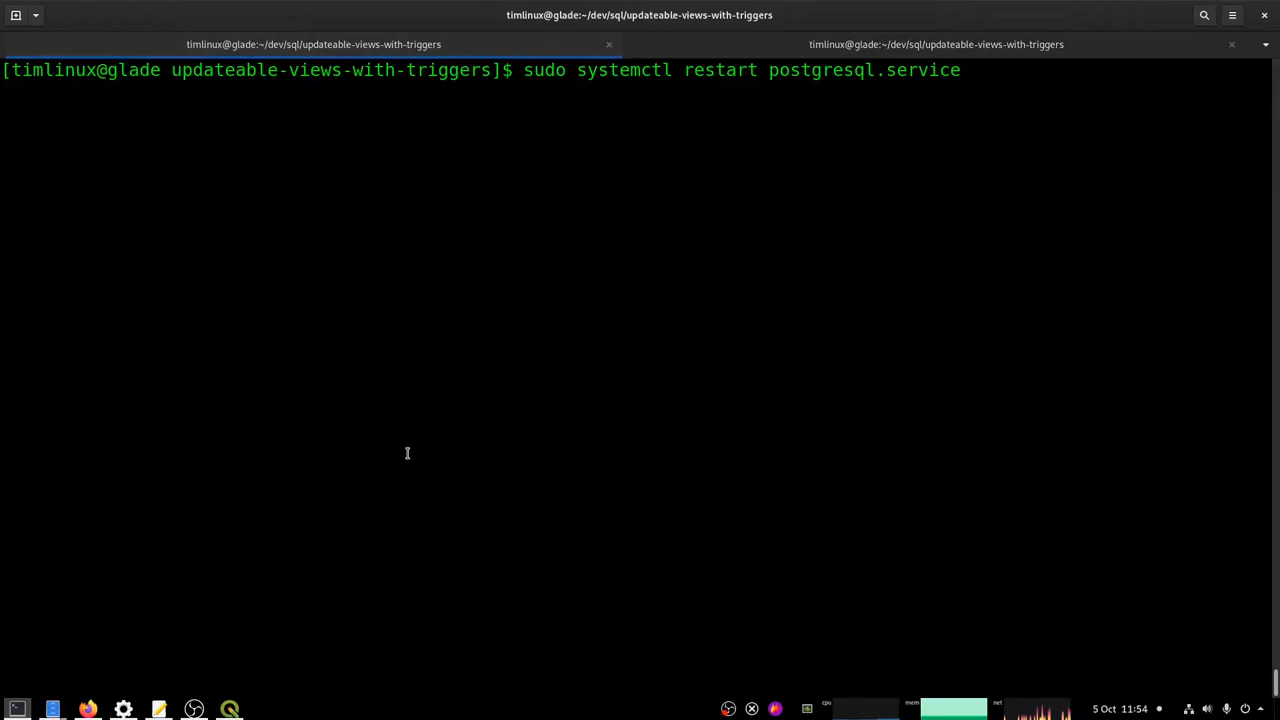 timlinux@glade:~/dev/sql/updateable-views-with-triggers
timlinux@glade:~/dev/sql/updateable-views-with-triggers
timlinux@glade:~/dev/sql/updateable-views-with-triggers
[timlinux@glade updateable-views-with-triggers]$ sudo systemctl restart postgresql.service
cpu
mem
net
5 Oct 11:54